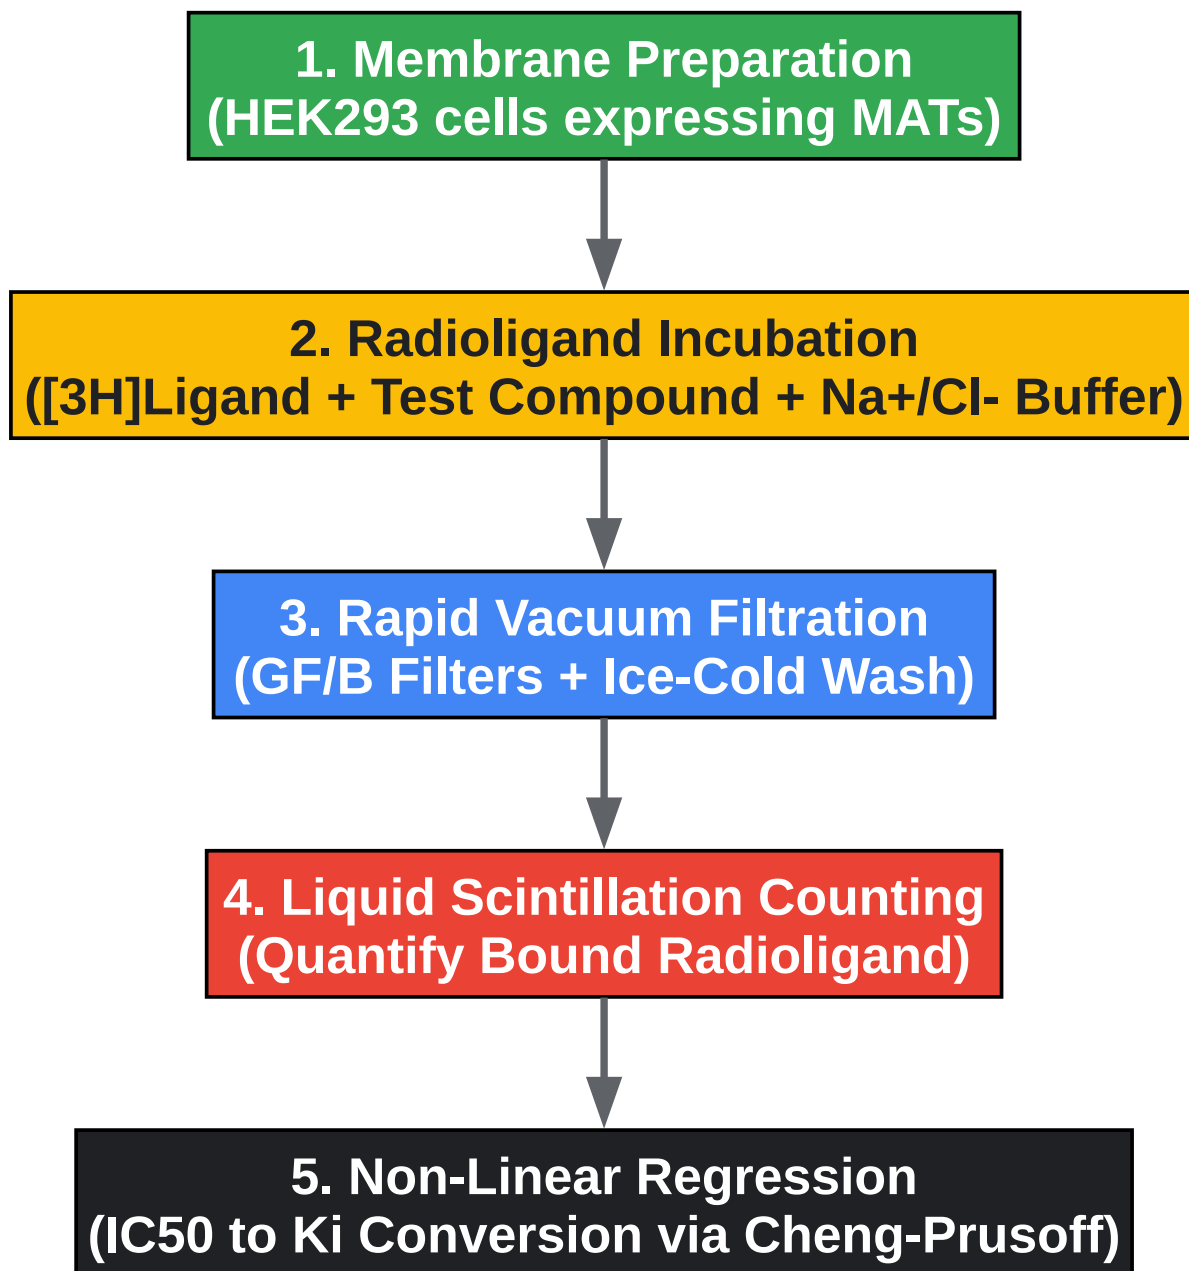 1. Membrane Preparation
(HEK293 cells expressing MATs)
2. Radioligand Incubation
([3H]Ligand + Test Compound + Na+/Cl- Buffer)
3. Rapid Vacuum Filtration
(GF/B Filters + Ice-Cold Wash)
4. Liquid Scintillation Counting
(Quantify Bound Radioligand)
5. Non-Linear Regression
(IC50 to Ki Conversion via Cheng-Prusoff)